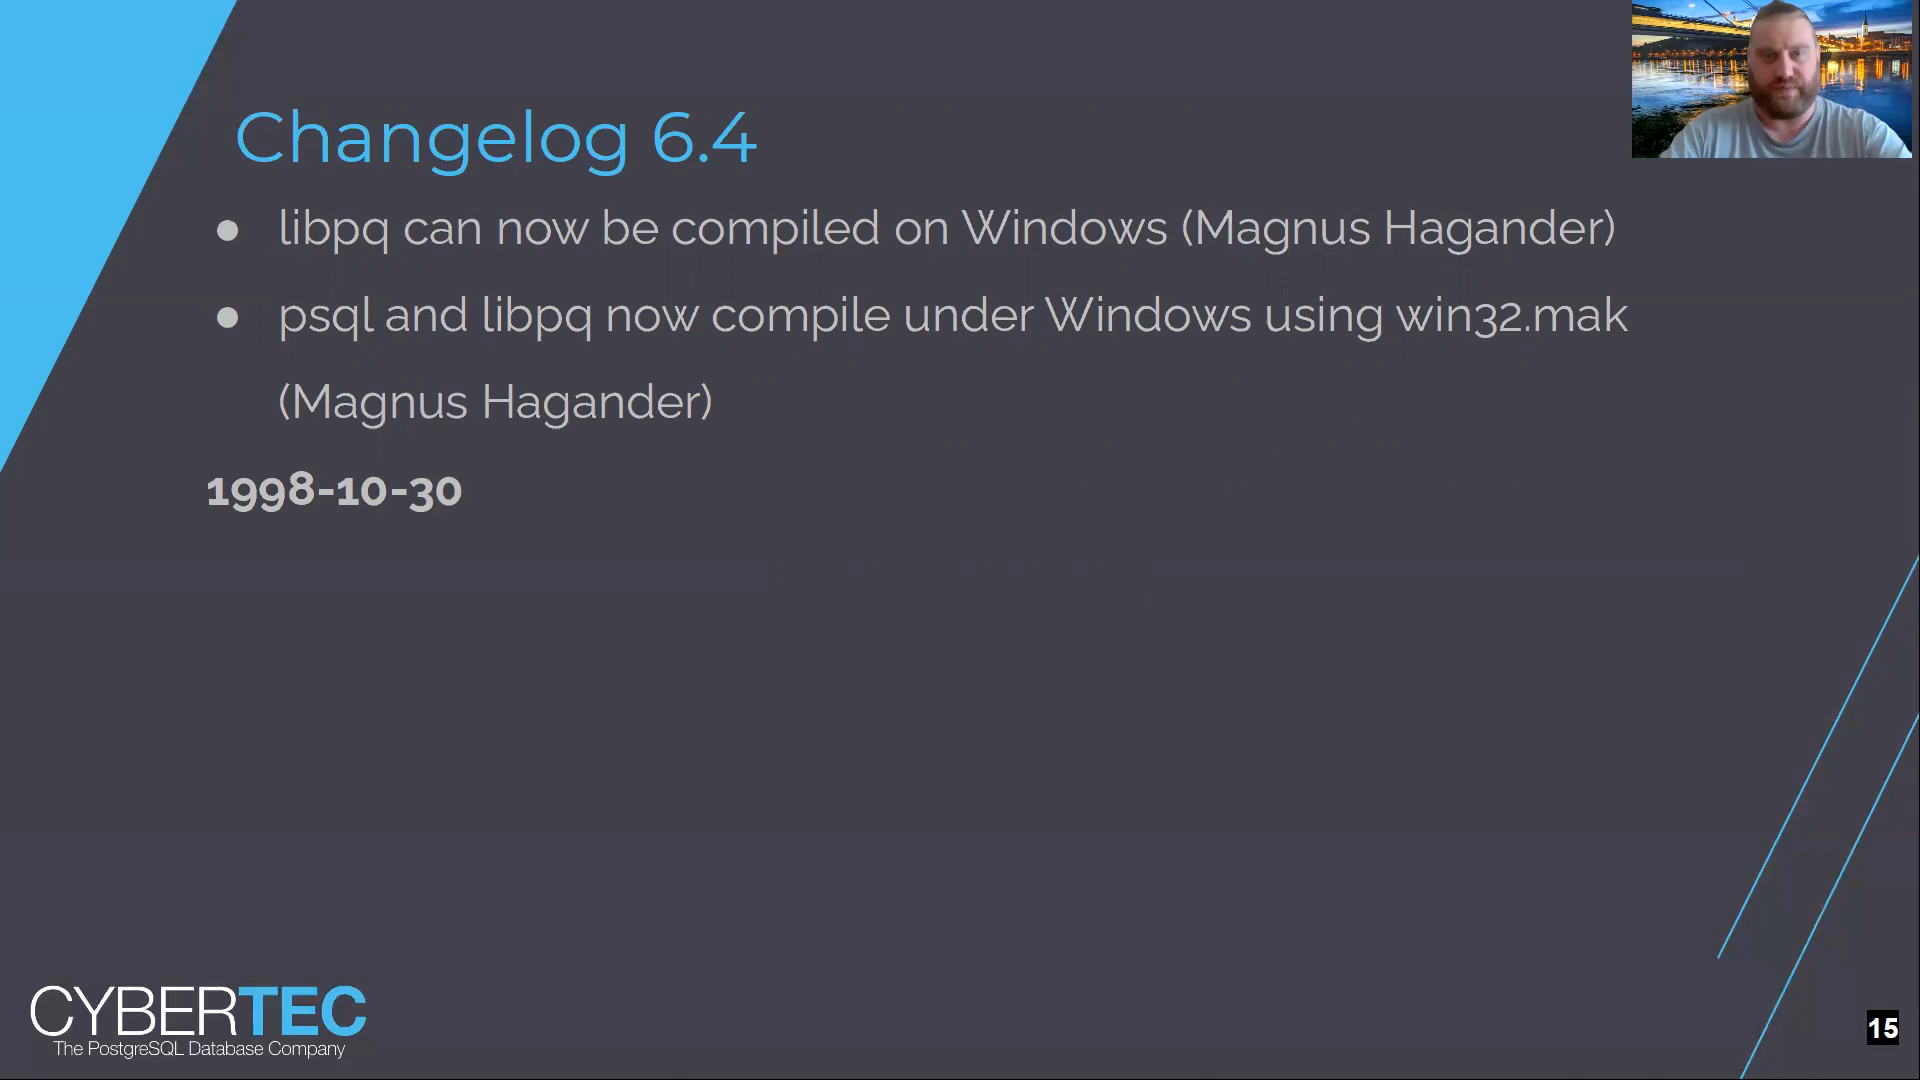 Changelog 6.4
● libpq can now be compiled on Windows (Magnus Hagander)
● psql and libpq now compile under Windows using win32.mak
(Magnus Hagander)
1998-10-30
CYBERTEC
The PostgreSQL Database Company
15